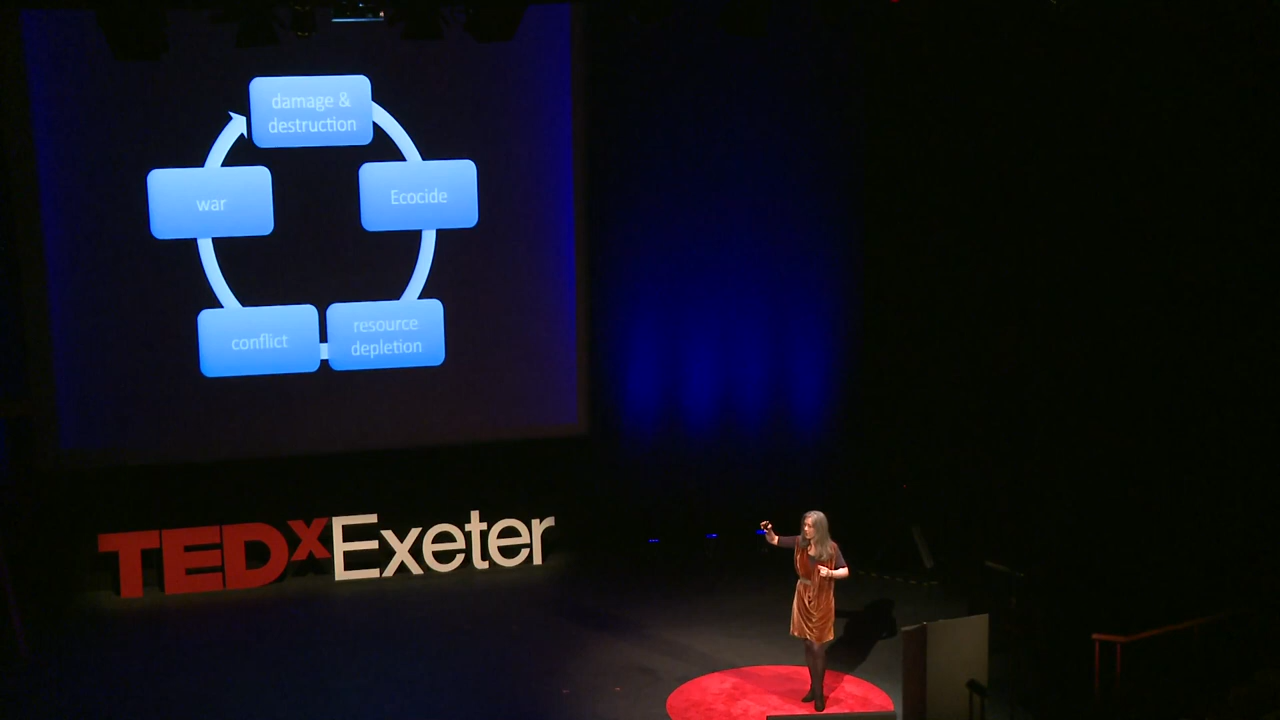 damage &
destruction
war
Ecocide
conflict
resource
depletion
TEDxExeter